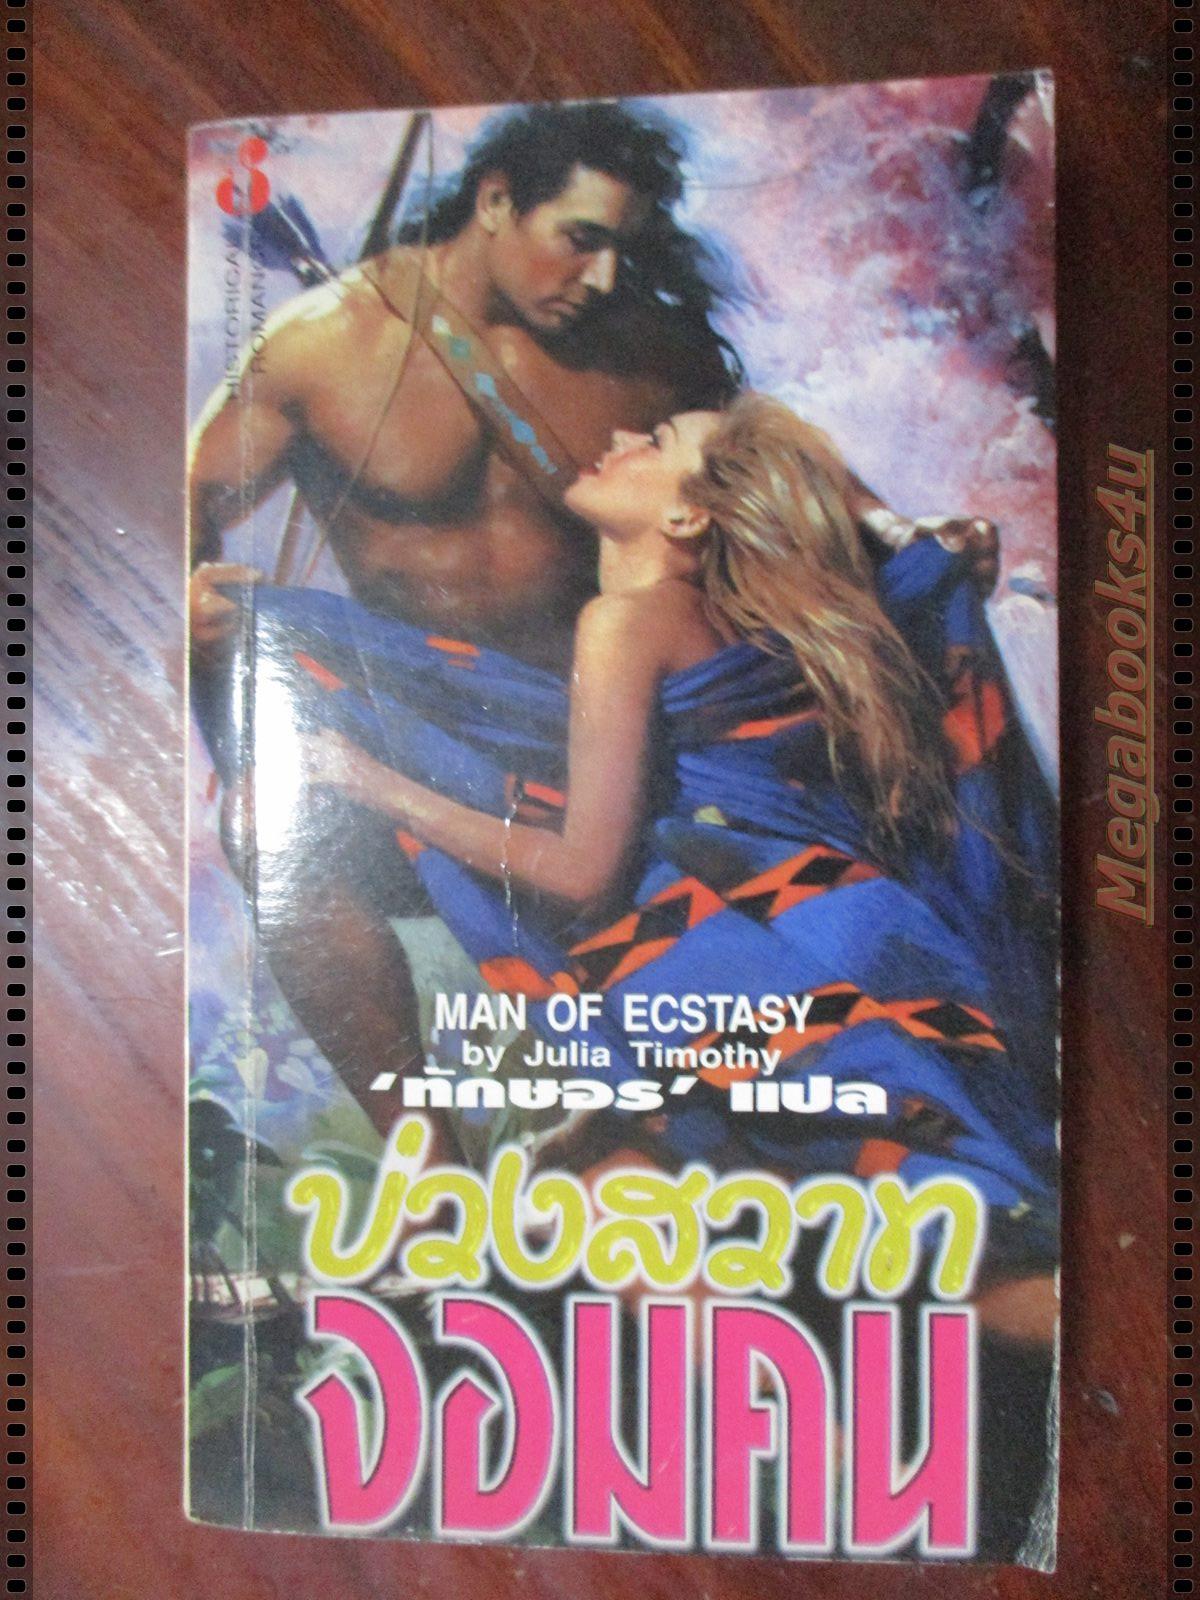 HISTORICAL
ROMANCE
MAN OF ECSTASY
by Julia Timothy
'ทักษอร' แปล
บ่วงสวาท
จอมคน
Megabooks4u